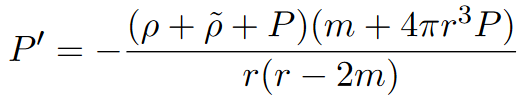 $$P' = -\frac{(\rho + \tilde{\rho} + P)(m + 4\pi r^3 P)}{r(r - 2m)}$$